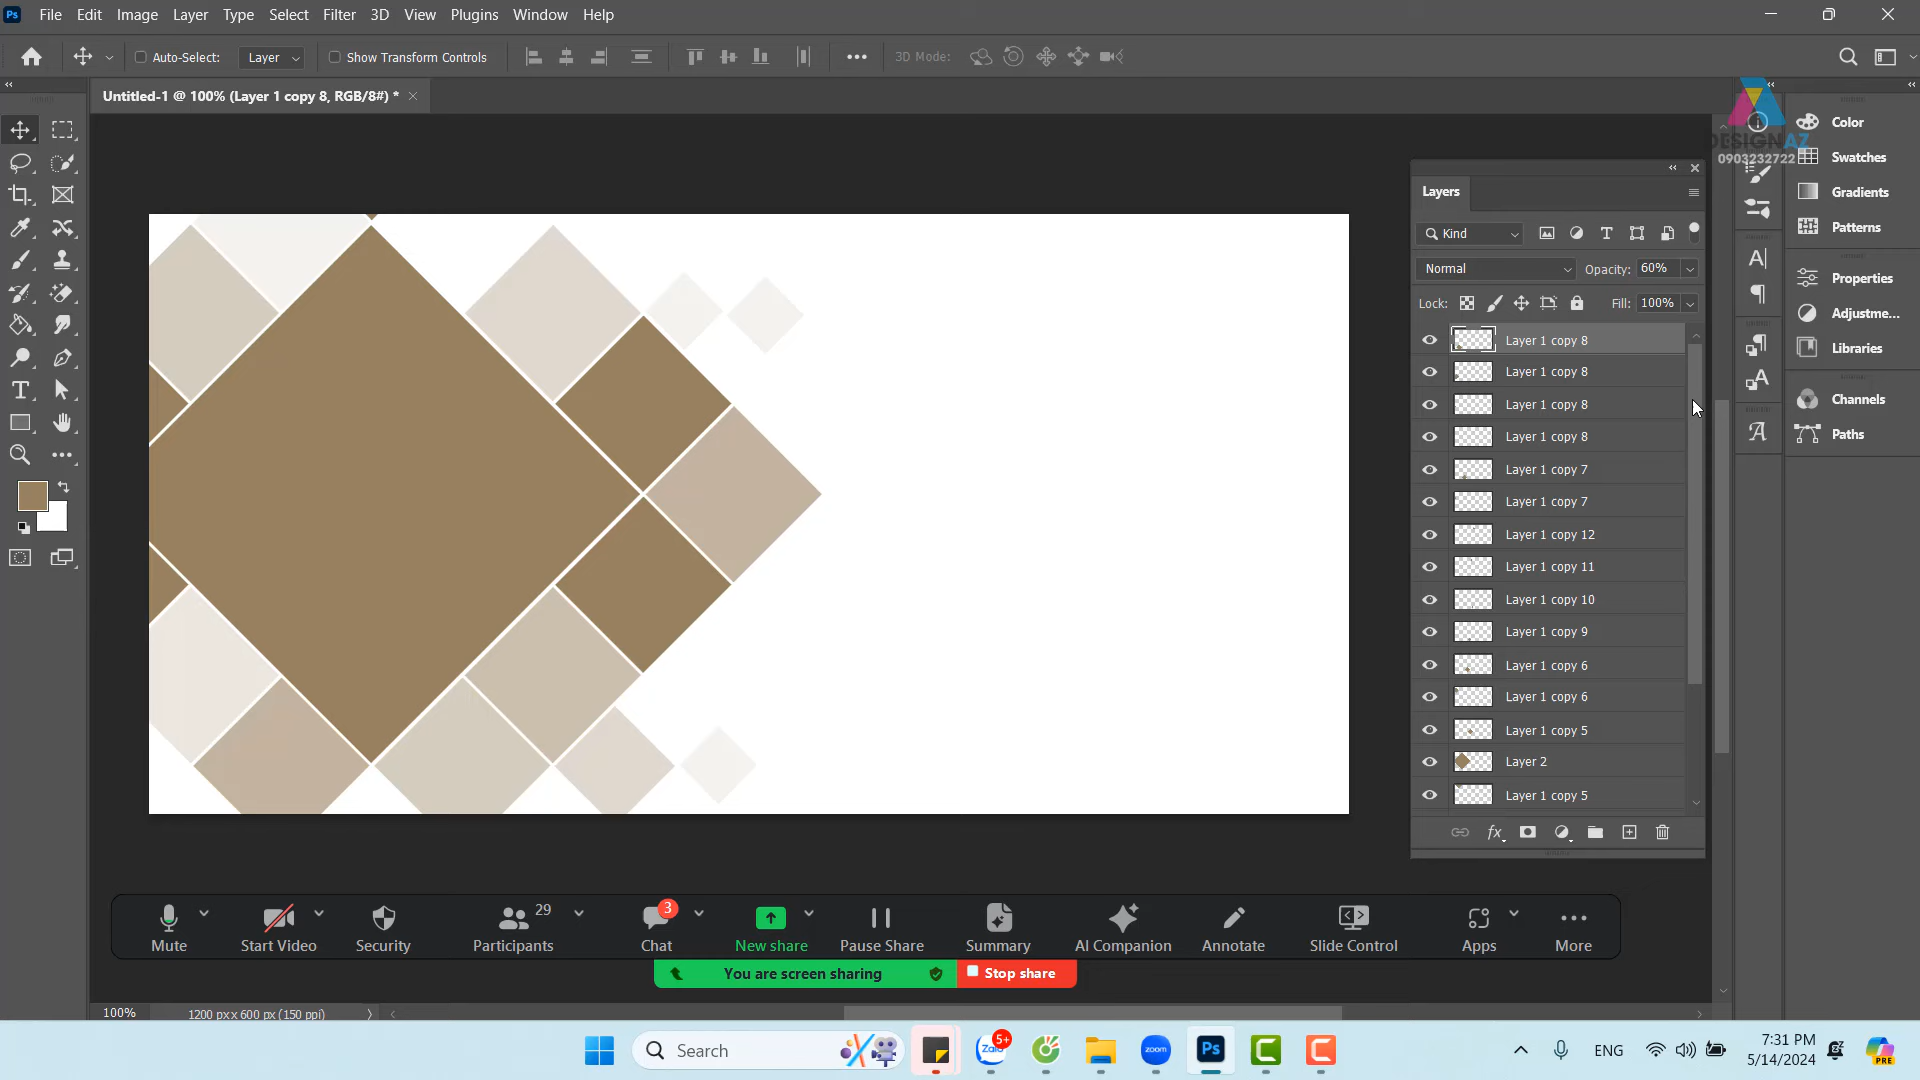 File Edit Image Layer Type Select Filter 3D View Plugins Window Help
Auto-Select: Layer Show Transform Controls 3D Mode:
Untitled-1 @ 100% (Layer 1 copy 8, RGB/8#) *
DESIGN AZ
0903232722
Color
Swatches
Gradients
Patterns
Properties
Adjustme...
Libraries
Channels
Paths
Layers
Kind
Normal Opacity: 60%
Lock: Fill: 100%
Layer 1 copy 8
Layer 1 copy 8
Layer 1 copy 8
Layer 1 copy 8
Layer 1 copy 7
Layer 1 copy 7
Layer 1 copy 12
Layer 1 copy 11
Layer 1 copy 10
Layer 1 copy 9
Layer 1 copy 6
Layer 1 copy 6
Layer 1 copy 5
Layer 2
Layer 1 copy 5
29 3
Mute Start Video Security Participants Chat New share Pause Share Summary AI Companion Annotate Slide Control Apps More
You are screen sharing Stop share
100% 1200 px x 600 px (150 ppi)
Search Zalo 5+ zoom Ps ENG 7:31 PM
5/14/2024 PRE